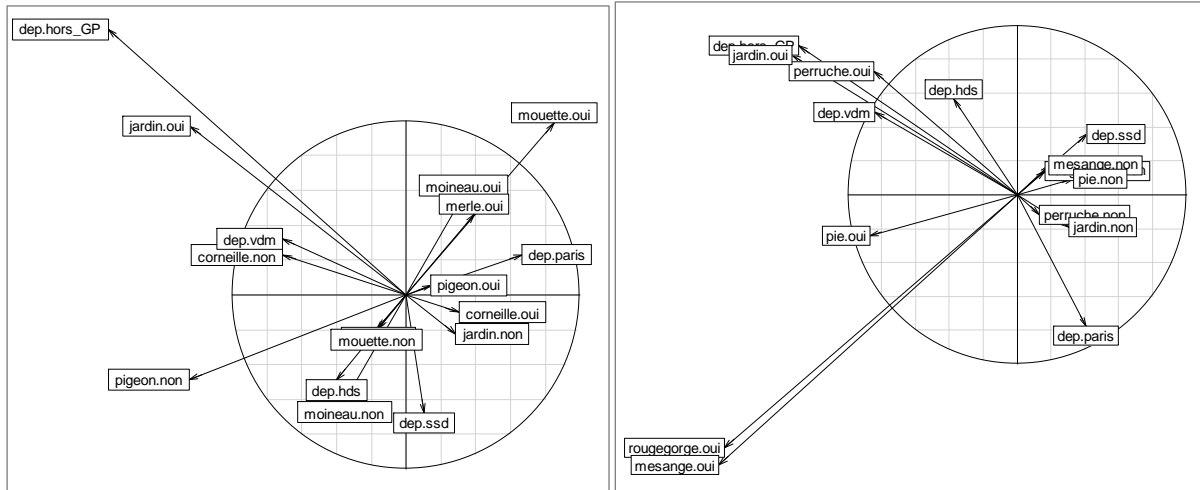 dep.hors_GP
jardin.oui
mouette.oui
moineau.oui
merle.oui
dep.vdm
corneille.non
dep.paris
pigeon.oui
corneille.oui
jardin.non
mouette.non
pigeon.non
dep.hds
moineau.non
dep.ssd
dep.hors_GP
jardin.oui
perruche.oui
dep.hds
dep.vdm
dep.ssd
mesange.non
pie.non
perruche.non
jardin.non
pie.oui
dep.paris
rougegorge.oui
mesange.oui